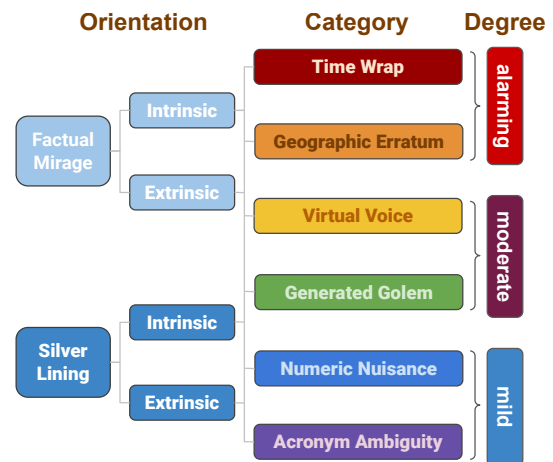 Orientation
Category
Degree
Factual
Mirage
Intrinsic
Extrinsic
Silver
Lining
Intrinsic
Extrinsic
Time Wrap
Geographic Erratum
Virtual Voice
Generated Golem
Numeric Nuisance
Acronym Ambiguity
alarming
moderate
mild